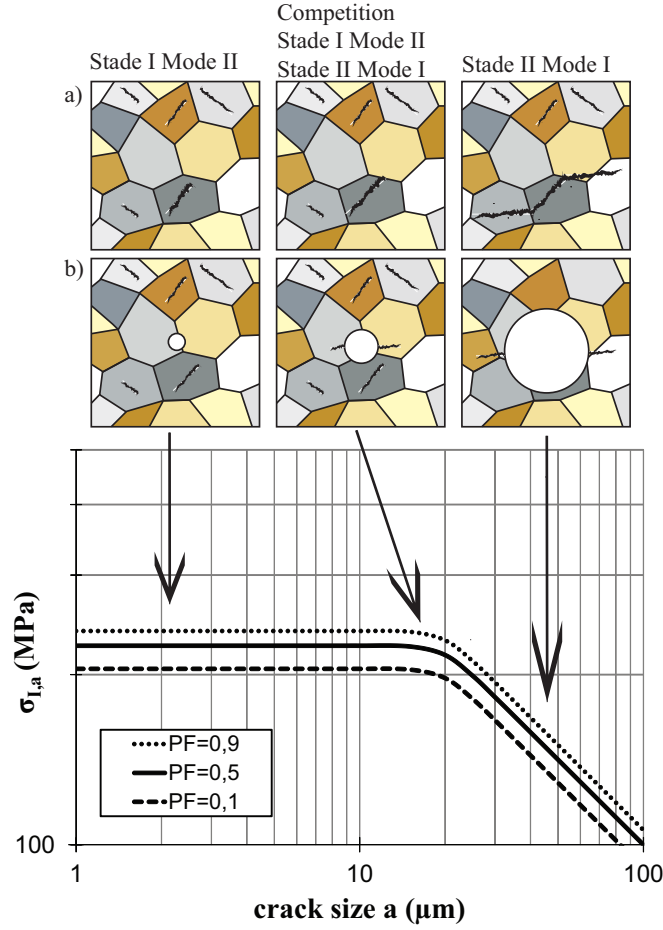 Competition
Stade I Mode II
Stade I Mode II
Stade II Mode I
Stade II Mode I
a)
b)
σI,a (MPa)
PF=0,9
PF=0,5
PF=0,1
100
1
10
100
crack size a (μm)